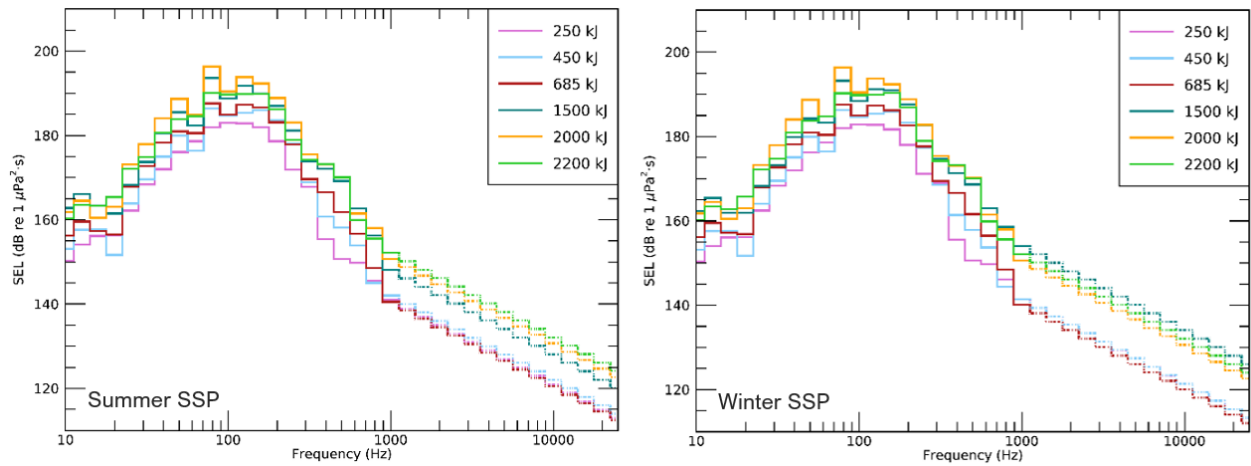 250 kJ
450 kJ
685 kJ
1500 kJ
2000 kJ
2200 kJ
200
180
160
140
120
SEL (dB re 1 µPa²·s)
Summer SSP
10 100 1000 10000
Frequency (Hz)
250 kJ
450 kJ
685 kJ
1500 kJ
2000 kJ
2200 kJ
200
180
160
140
120
SEL (dB re 1 µPa²·s)
Winter SSP
10 100 1000 10000
Frequency (Hz)